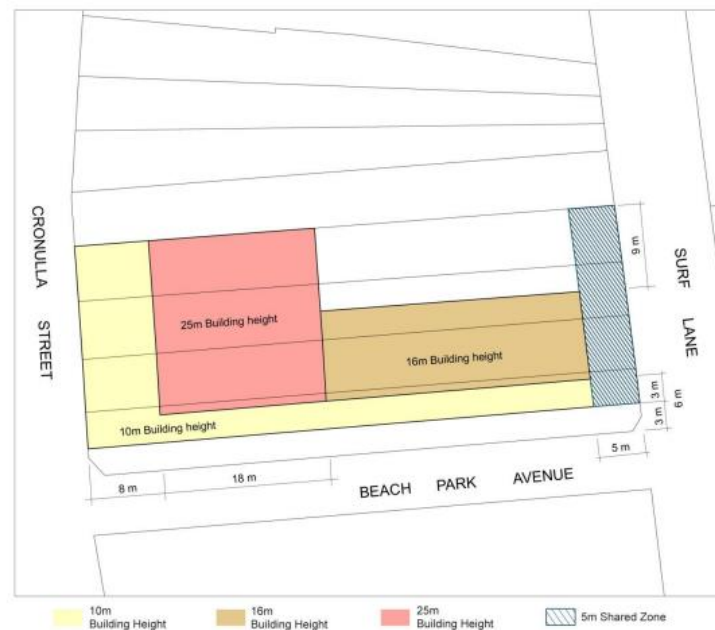 CRONULLA STREET
SURF LANE
9 m
25m Building height
16m Building height
10m Building height
3 m
3 m
6 m
8 m
18 m
5 m
BEACH PARK AVENUE
10m
Building Height
16m
Building Height
25m
Building Height
5m Shared Zone